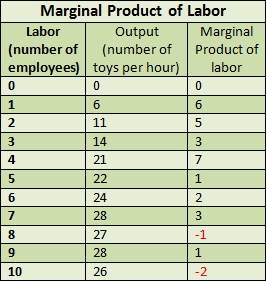 Marginal Product of Labor
Labor (number of employees) Output (number of toys per hour) Marginal Product of labor
0 0 0
1 6 6
2 11 5
3 14 3
4 21 7
5 22 1
6 24 2
7 28 3
8 27 -1
9 28 1
10 26 -2